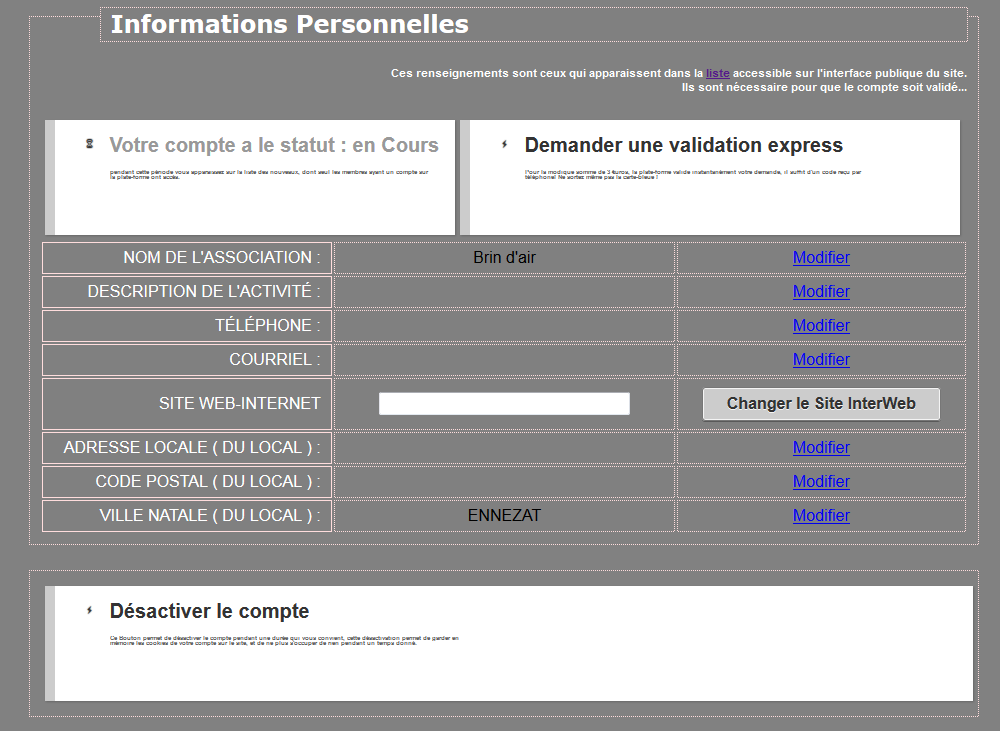 Informations Personnelles
Ces renseignements sont ceux qui apparaissent dans la liste accessible sur l'interface publique du site.
Ils sont nécessaire pour que le compte soit validé...
Votre compte a le statut : en Cours
pendant cette période vous apparaissez sur la liste des nouveaux, dont seul les membres ayant un compte sur
la plate-forme ont accès.
Demander une validation express
Pour la modique somme de 3 €uros, la plate-forme valide instantanément votre demande, il suffit d'un code reçu par
téléphone! Ne sortez même pas la carte-bleue !
NOM DE L'ASSOCIATION : Brin d'air Modifier
DESCRIPTION DE L'ACTIVITÉ : Modifier
TÉLÉPHONE : Modifier
COURRIEL : Modifier
SITE WEB-INTERNET Changer le Site InterWeb
ADRESSE LOCALE ( DU LOCAL ) : Modifier
CODE POSTAL ( DU LOCAL ) : Modifier
VILLE NATALE ( DU LOCAL ) : ENNEZAT Modifier
Désactiver le compte
Ce Bouton permet de désactiver le compte pendant une durée qui vous convient, cette désactivation permet de garder en
mémoire les cookies de votre compte sur le site, et de ne plus s'occuper de rien pendant un temps donné.